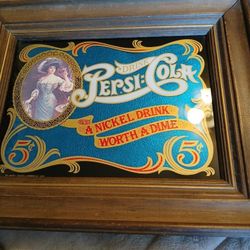 DRINK
PEPSI-COLA
A NICKEL DRINK
WORTH A DIME
5¢ 5¢